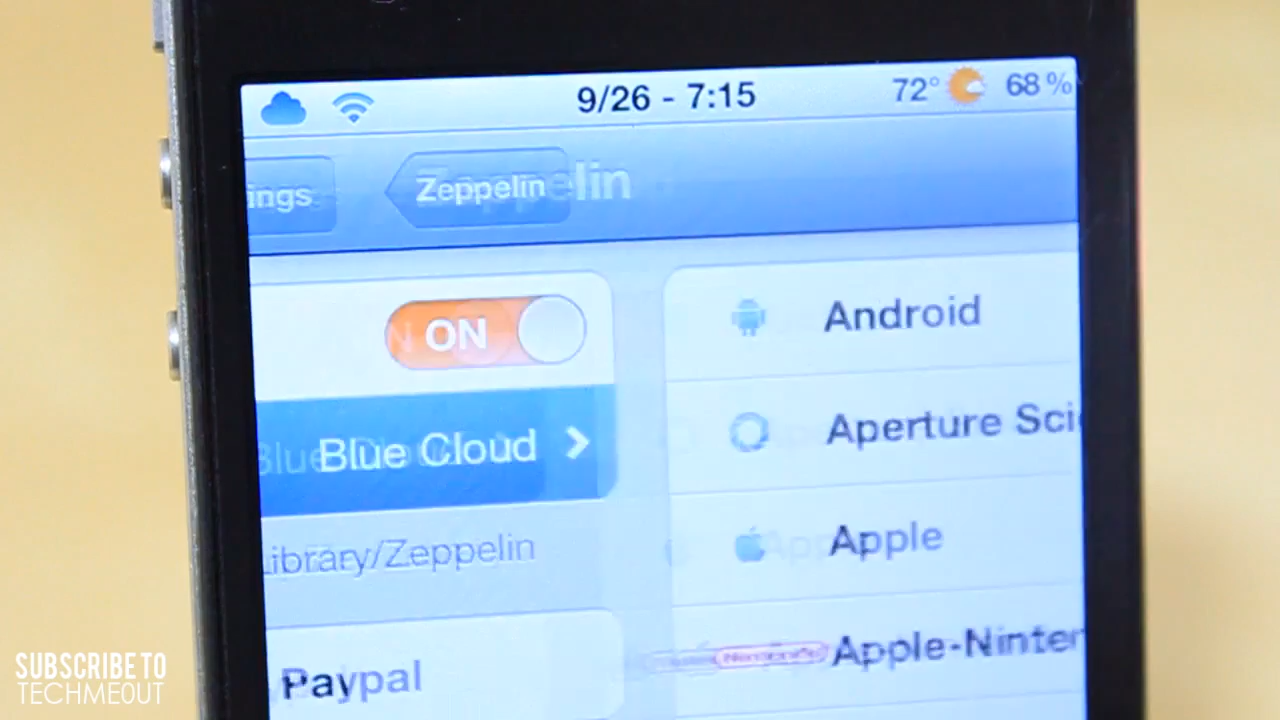 9/26 - 7:15 72° 68 %
ings Zeppelin
ON
Blue Cloud
Library/Zeppelin
Paypal
Android
Aperture Sci
Apple
Apple-Ninten
SUBSCRIBE TO
TECHMEOUT